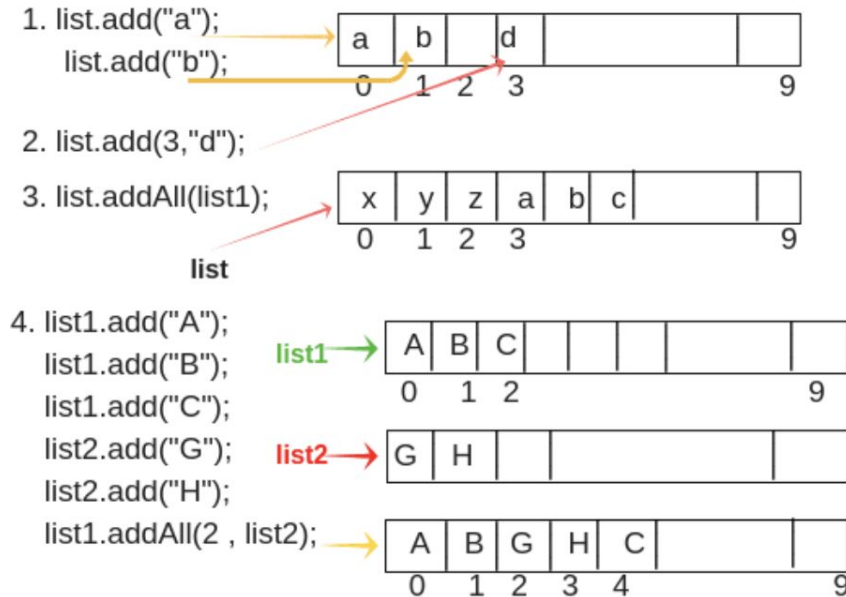 1. list.add("a");
a b d
list.add("b");
0 1 2 3 9
2. list.add(3,"d");
3. list.addAll(list1);
x y z a b c
0 1 2 3 9
list
4. list1.add("A");
list1.add("B");
list1 A B C
list1.add("C");
0 1 2 9
list2.add("G");
list2 G H
list2.add("H");
list1.addAll(2 , list2);
A B G H C
0 1 2 3 4 9